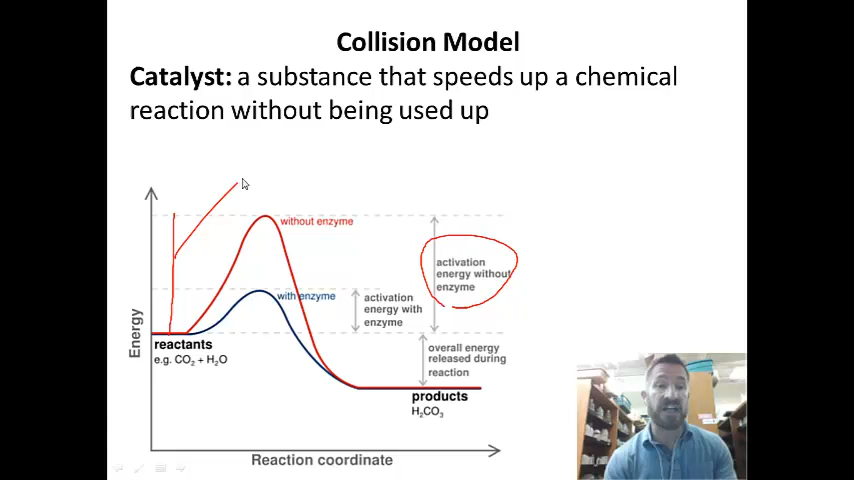 Collision Model
Catalyst: a substance that speeds up a chemical
reaction without being used up
without enzyme
activation
energy without
enzyme
with enzyme
activation
energy with
enzyme
Energy
reactants
e.g. CO₂ + H₂O
overall energy
released during
reaction
products
H₂CO₃
Reaction coordinate